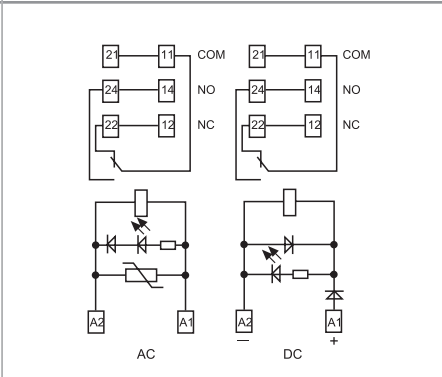 21 11 COM 21 11 COM
24 14 NO 24 14 NO
22 12 NC 22 12 NC
A2 A1 A2 A1
— +
AC DC